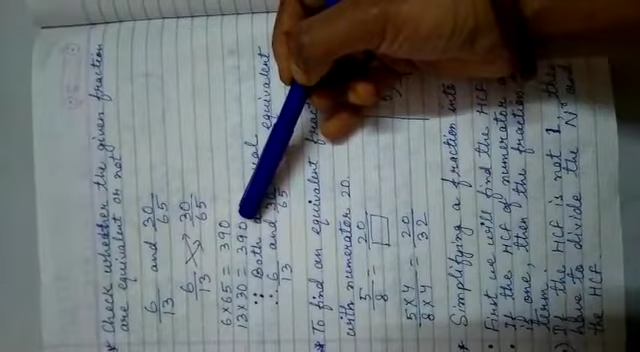 * Check whether the given fraction
are equivalent or not
6/13 and 30/65
6/13 30/65
6 x 65 = 390
13 x 30 = 390
∵ Both
∴ 6/13 and 30/65 equivalent
* To find an equivalent
with numerator 20.
5/8 = 20/□
5 x 4/8 x 4 = 20/32
* Simplifying a fraction into
• First we will find the HCF
• If the HCF of numerator
is one, then the fraction
term.
If the HCF is not 1, then
have to divide the Nr and
the HCF.